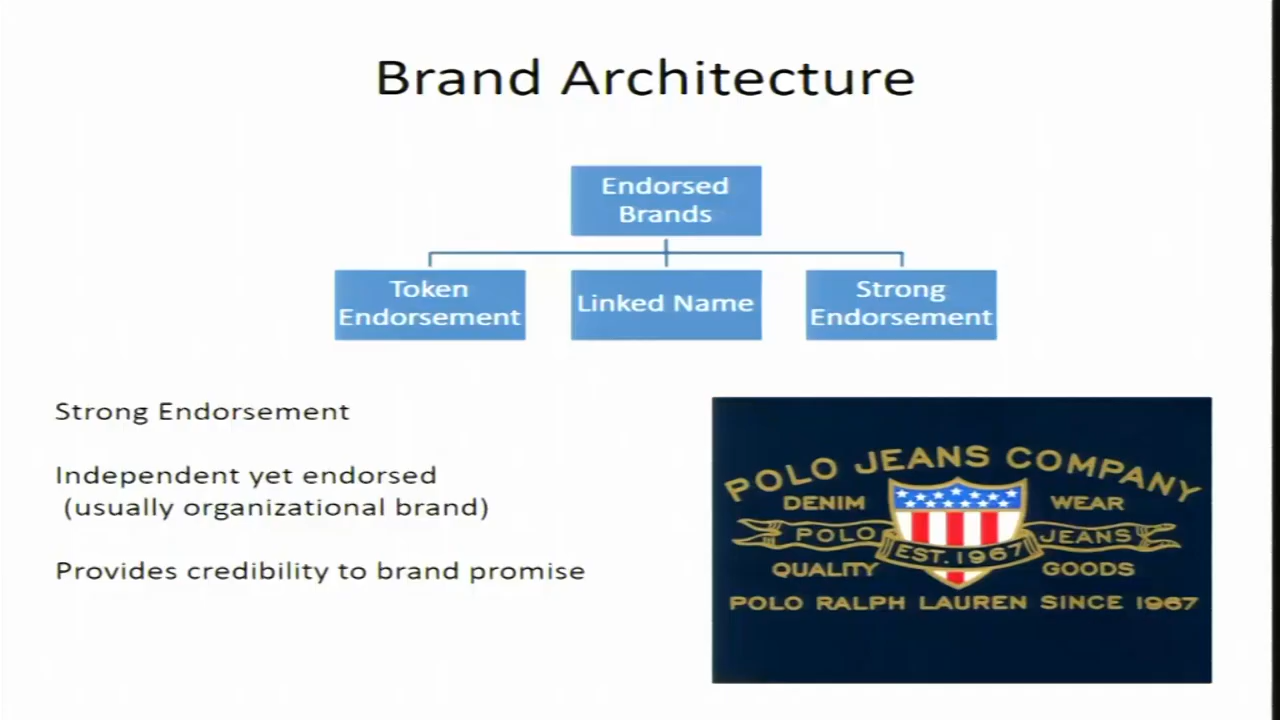 Brand Architecture
Endorsed
Brands
Token
Endorsement
Linked Name
Strong
Endorsement
Strong Endorsement
Independent yet endorsed
(usually organizational brand)
Provides credibility to brand promise
POLO JEANS COMPANY
DENIM WEAR
POLO JEANS
EST. 1967
QUALITY GOODS
POLO RALPH LAUREN SINCE 1967